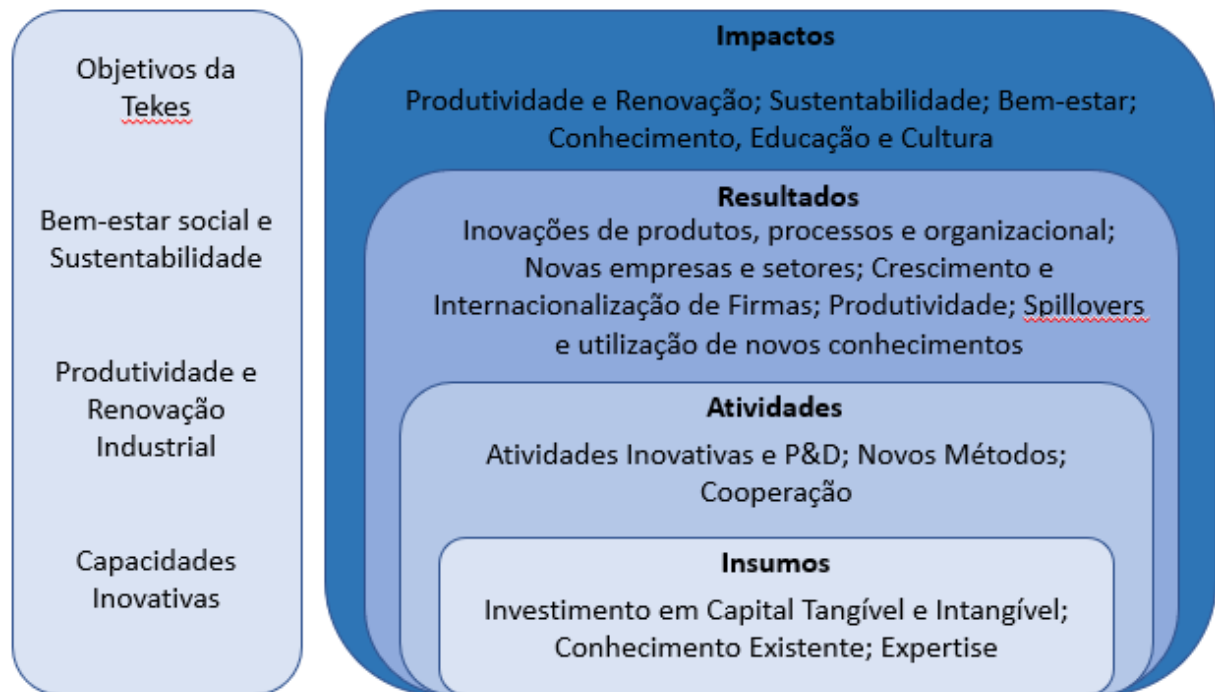 Objetivos da
Tekes
Bem-estar social e
Sustentabilidade
Produtividade e
Renovação
Industrial
Capacidades
Inovativas
Impactos
Produtividade e Renovação; Sustentabilidade; Bem-estar;
Conhecimento, Educação e Cultura
Resultados
Inovações de produtos, processos e organizacional;
Novas empresas e setores; Crescimento e
Internacionalização de Firmas; Produtividade; Spillovers
e utilização de novos conhecimentos
Atividades
Atividades Inovativas e P&D; Novos Métodos;
Cooperação
Insumos
Investimento em Capital Tangível e Intangível;
Conhecimento Existente; Expertise